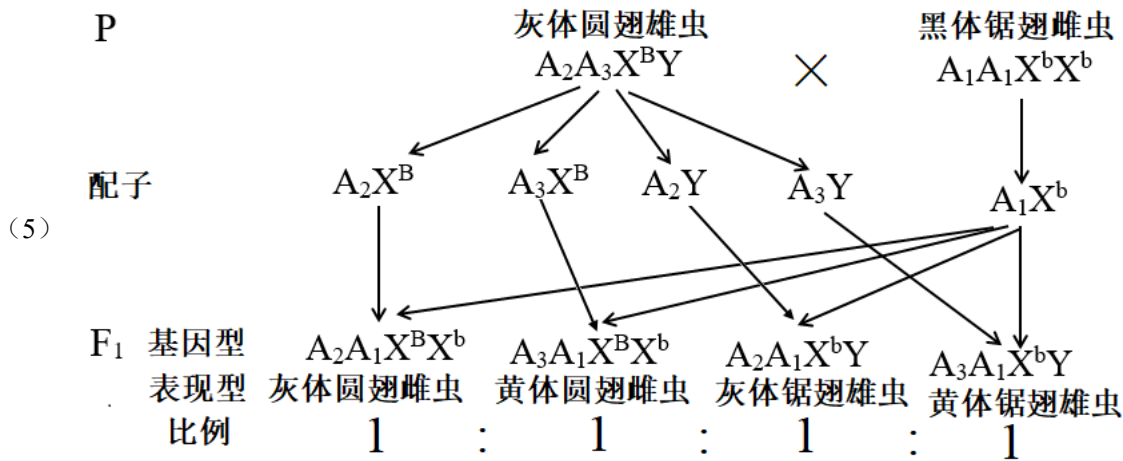 P 灰体圆翅雄虫 黑体锯翅雌虫
A₂A₃XᴮY × A₁A₁XᵇXᵇ
配子 A₂Xᴮ A₃Xᴮ A₂Y A₃Y A₁Xᵇ
（5）
F₁ 基因型 A₂A₁XᴮXᵇ A₃A₁XᴮXᵇ A₂A₁XᵇY A₃A₁XᵇY
表现型 灰体圆翅雌虫 黄体圆翅雌虫 灰体锯翅雄虫 黄体锯翅雄虫
比例 1 : 1 : 1 : 1